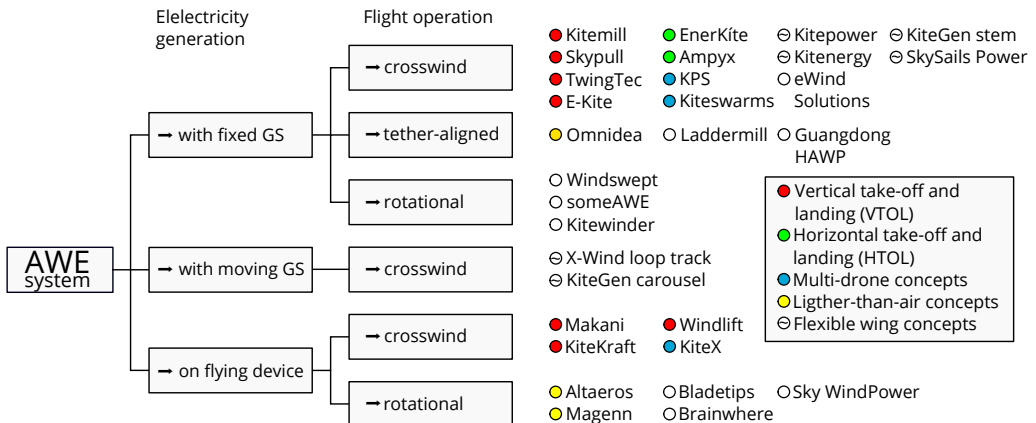 Elelectricity
generation
Flight operation
AWE
system
→ with fixed GS
→ with moving GS
→ on flying device
→ crosswind
→ tether-aligned
→ rotational
→ crosswind
→ crosswind
→ rotational
Kitemill
Skypull
TwingTec
E-Kite
EnerKíte
Ampyx
KPS
Kiteswarms
Kitepower
Kitenergy
eWind
Solutions
KiteGen stem
SkySails Power
Omnidea
Laddermill
Guangdong
HAWP
Windswept
someAWE
Kitewinder
X-Wind loop track
KiteGen carousel
Makani
KiteKraft
Windlift
KiteX
Altaeros
Magenn
Bladetips
Brainwhere
Sky WindPower
Vertical take-off and
landing (VTOL)
Horizontal take-off and
landing (HTOL)
Multi-drone concepts
Ligther-than-air concepts
Flexible wing concepts